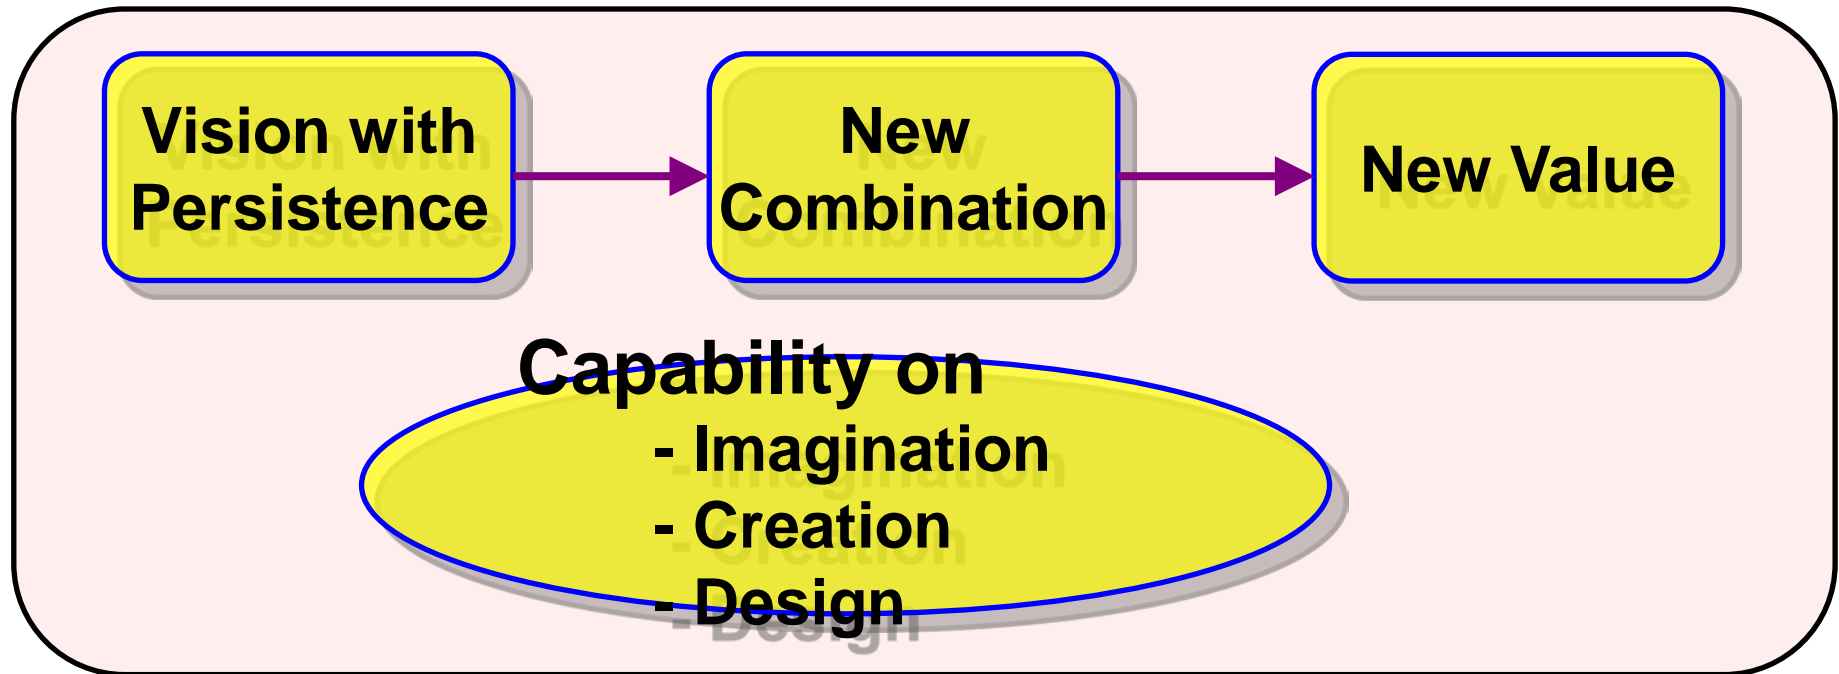 Vision with
Persistence
New
Combination
New Value
Capability on
- Imagination
- Creation
- Design